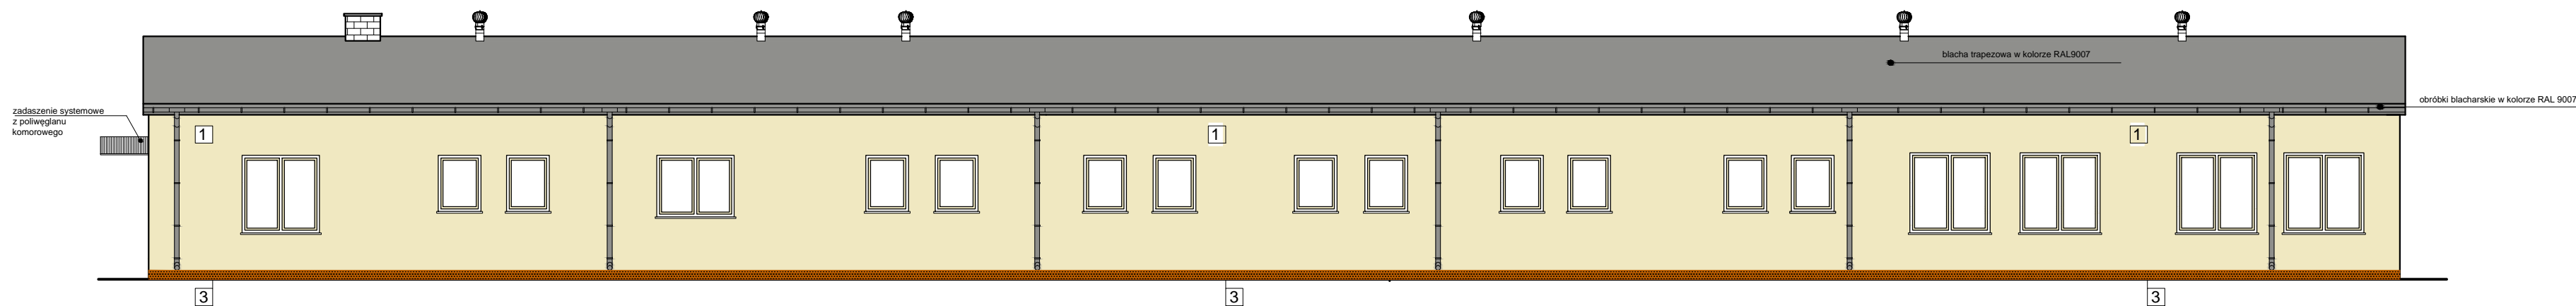 blacha trapezowa w kolorze RAL9007
obróbki blacharskie w kolorze RAL 9007
zadaszenie systemowe
z poliwęglanu
komorowego
1
1
1
3
3
3